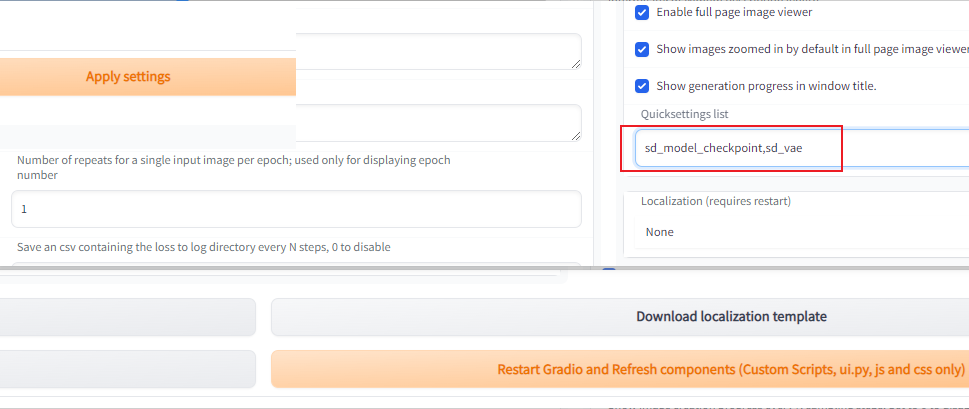 Enable full page image viewer
Show images zoomed in by default in full page image viewer
Apply settings
Show generation progress in window title.
Quicksettings list
sd_model_checkpoint,sd_vae
Number of repeats for a single input image per epoch; used only for displaying epoch
number
1
Localization (requires restart)
None
Save an csv containing the loss to log directory every N steps, 0 to disable
Download localization template
Restart Gradio and Refresh components (Custom Scripts, ui.py, js and css only)